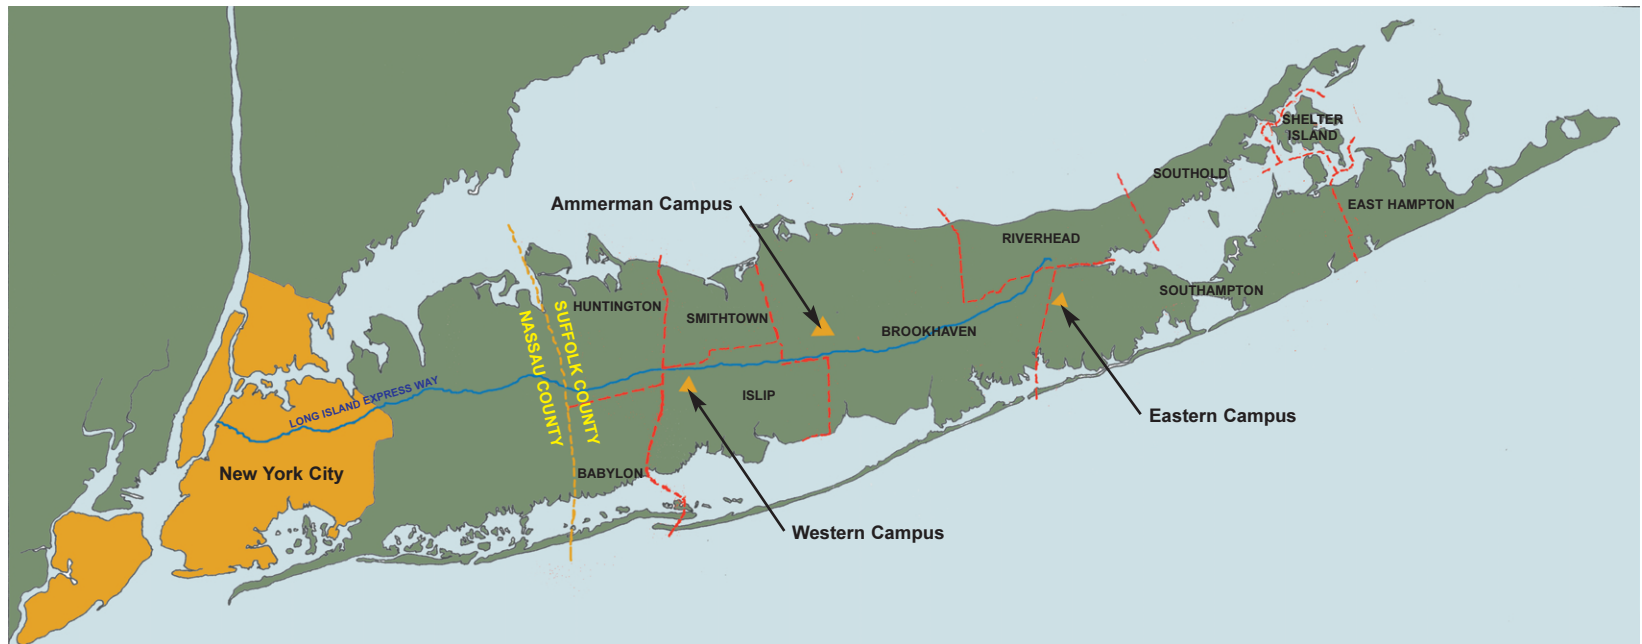 SHELTER
ISLAND
SOUTHOLD
Ammerman Campus
EAST HAMPTON
RIVERHEAD
SOUTHAMPTON
HUNTINGTON
SMITHTOWN
BROOKHAVEN
SUFFOLK COUNTY
NASSAU COUNTY
LONG ISLAND EXPRESS WAY
ISLIP
Eastern Campus
New York City
BABYLON
Western Campus